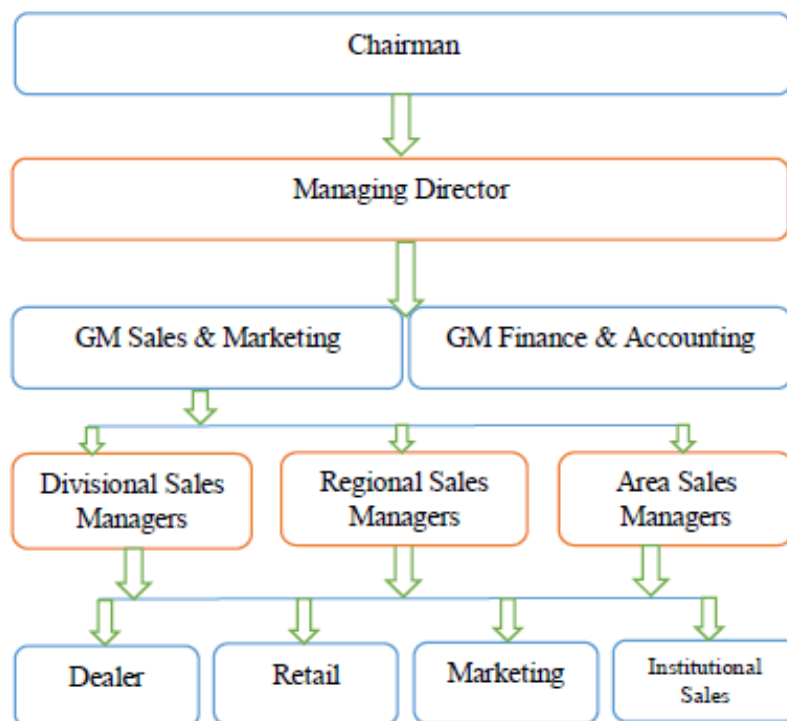 Chairman
Managing Director
GM Sales & Marketing
GM Finance & Accounting
Divisional Sales
Managers
Regional Sales
Managers
Area Sales
Managers
Dealer
Retail
Marketing
Institutional
Sales